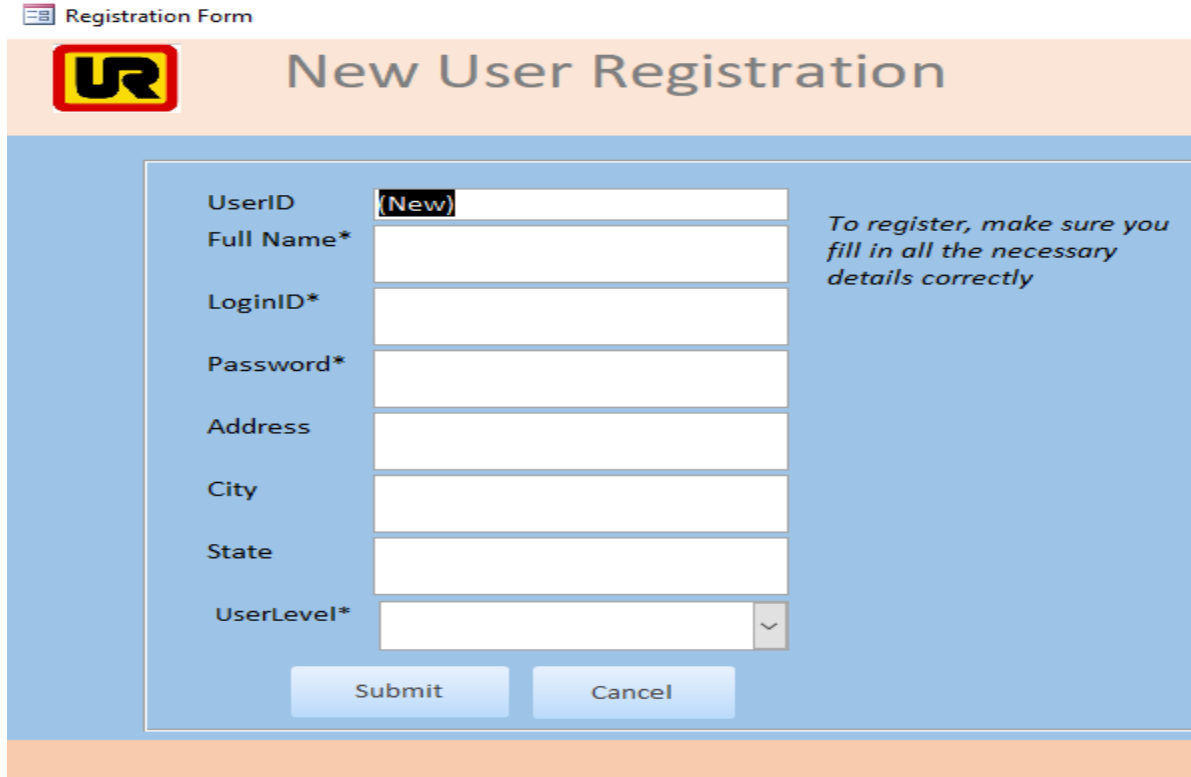 Registration Form
UR
New User Registration
UserID
(New)
To register, make sure you
fill in all the necessary
details correctly
Full Name*
LoginID*
Password*
Address
City
State
UserLevel*
Submit
Cancel